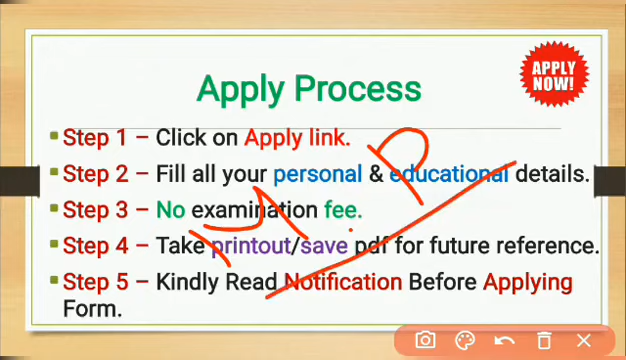 Apply Process
APPLY
NOW!
Step 1 – Click on Apply link.
Step 2 – Fill all your personal & educational details.
Step 3 – No examination fee.
Step 4 – Take printout/save pdf for future reference.
Step 5 – Kindly Read Notification Before Applying
Form.
M P